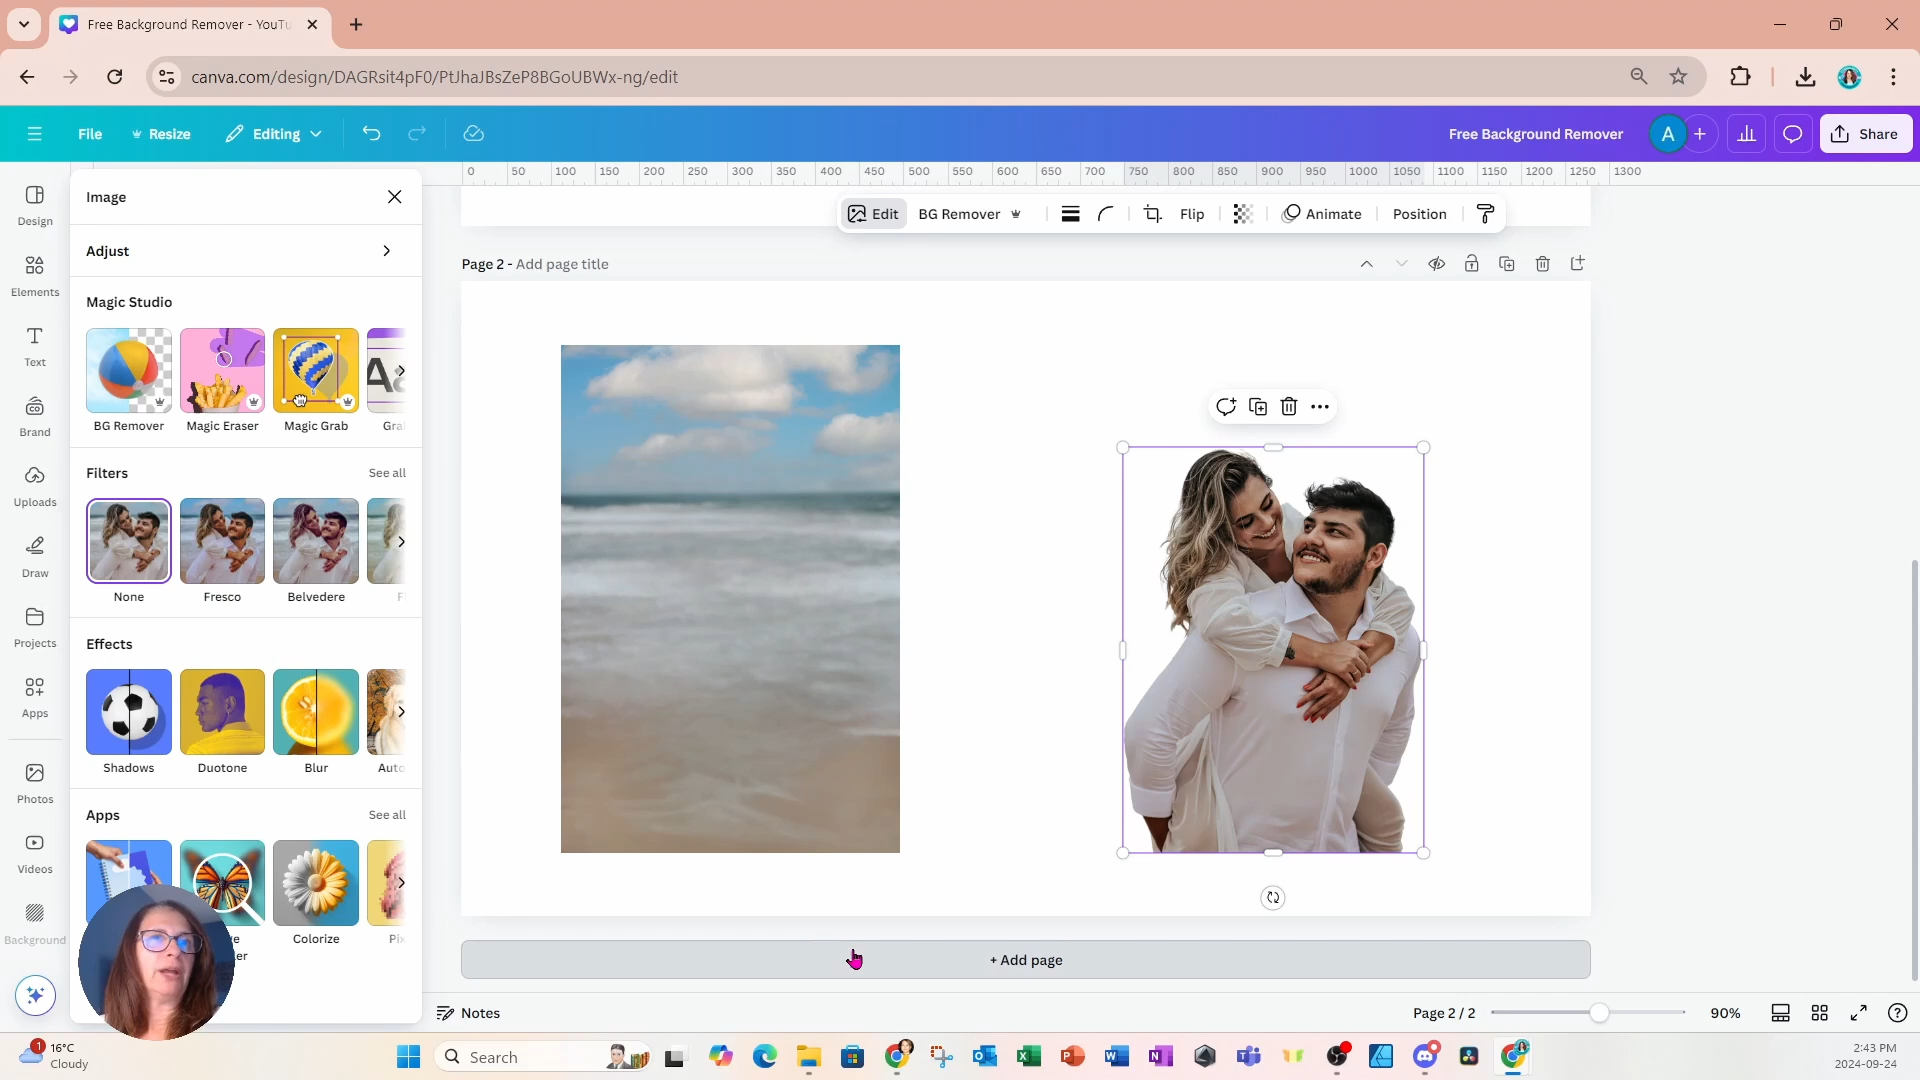 Free Background Remover - YouTu
canva.com/design/DAGRsit4pF0/PtJhaJBsZeP8BGoUBWx-ng/edit
File
Resize
Editing
Free Background Remover
A
Share
0 50 100 150 200 250 300 350 400 450 500 550 600 650 700 750 800 850 900 950 1000 1050 1100 1150 1200 1250 1300
Design
Elements
Text
Brand
Uploads
Draw
Projects
Apps
Photos
Videos
Background
Image
Adjust
Magic Studio
BG Remover
Magic Eraser
Magic Grab
Gral
Filters
See all
None
Fresco
Belvedere
F
Effects
Shadows
Duotone
Blur
Auto
Apps
See all
Colorize
Pix
er
Edit
BG Remover
Flip
Animate
Position
Page 2 - Add page title
+ Add page
Notes
Page 2 / 2
90%
1
16°C
Cloudy
Search
2:43 PM
2024-09-24